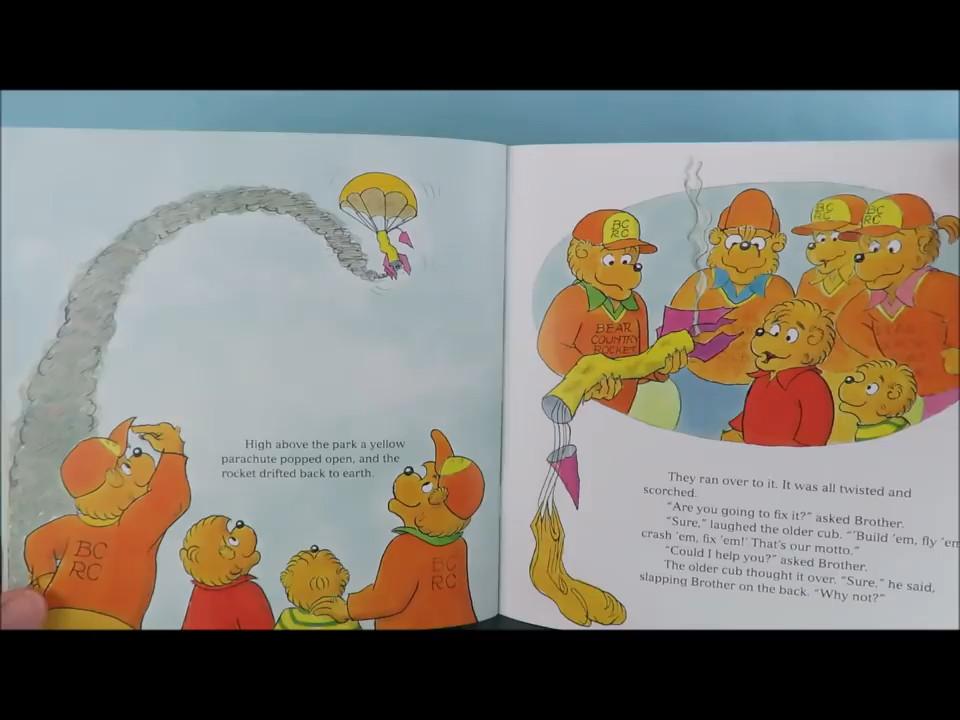 High above the park a yellow
parachute popped open, and the
rocket drifted back to earth.
BC
RC
BC
RC
BC
RC
BC
RC
BC
RC
BEAR
COUNTRY
ROCKET
They ran over to it. It was all twisted and
scorched.
"Are you going to fix it?" asked Brother.
"Sure," laughed the older cub. "'Build 'em, fly 'em
crash 'em, fix 'em!' That's our motto."
"Could I help you?" asked Brother.
The older cub thought it over. "Sure," he said,
slapping Brother on the back. "Why not?"